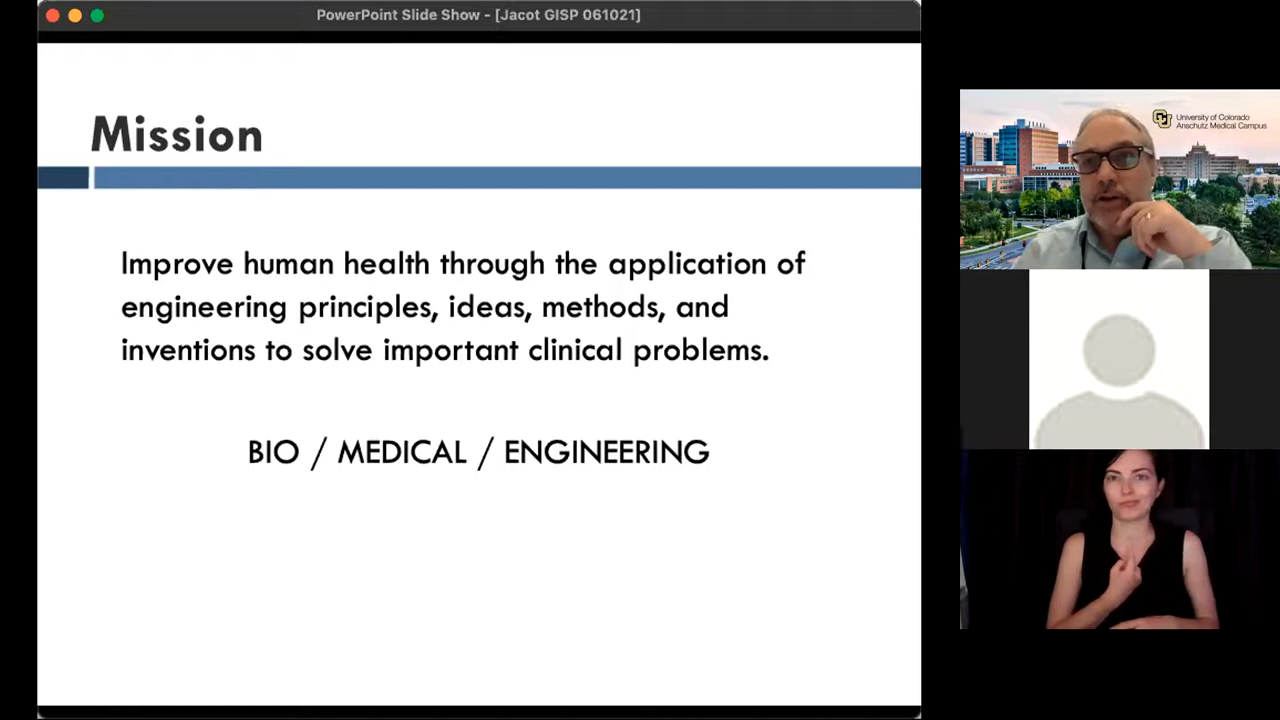 PowerPoint Slide Show - [Jacot GISP 061021]
Mission
Improve human health through the application of
engineering principles, ideas, methods, and
inventions to solve important clinical problems.
BIO / MEDICAL / ENGINEERING
University of Colorado
Anschutz Medical Campus